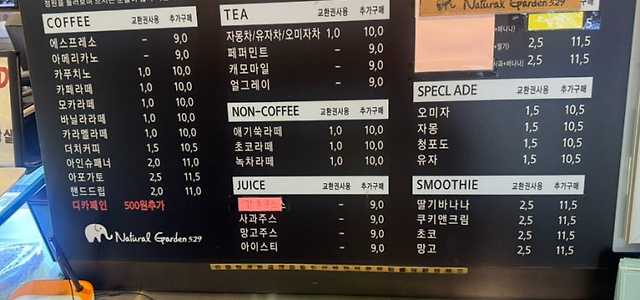 COFFEE 교환권사용 추가구매
에스프레소 - 9,0
아메리카노 - 9,0
카푸치노 1,0 10,0
카페라떼 1,0 10,0
모카라떼 1,0 10,0
바닐라라떼 1,0 10,0
카라멜라떼 1,0 10,0
더치커피 1,5 10,5
아인슈페너 2,0 11,0
아포가토 2,5 11,5
핸드드립 2,0 11,0
디카페인 500원추가
Natural Garden 529
TEA 교환권사용 추가구매
자몽차/유자차/오미자차 1,0 10,0
페퍼민트 - 9,0
캐모마일 - 9,0
얼그레이 - 9,0
NON-COFFEE 교환권사용 추가구매
애기쑥라떼 1,0 10,0
초코라떼 1,0 10,0
녹차라떼 1,0 10,0
JUICE 교환권사용 추가구매
스 - 9,0
사과주스 - 9,0
망고주스 - 9,0
아이스티 - 9,0
Natural Garden 529
2,5 11,5
2,5 11,5
SPECL ADE 교환권사용 추가구매
오미자 1,5 10,5
자몽 1,5 10,5
청포도 1,5 10,5
유자 1,5 10,5
SMOOTHIE 교환권사용 추가구매
딸기바나나 2,5 11,5
쿠키앤크림 2,5 11,5
초코 2,5 11,5
망고 2,5 11,5